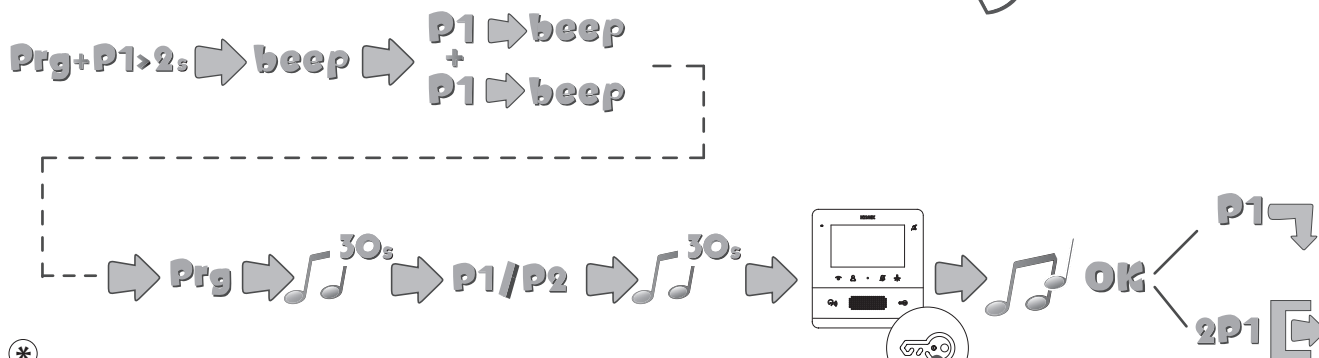 P1 beep
Prg+P1>2s beep +
P1 beep
30s 30s P1
Prg P1/P2 OK
2P1
*